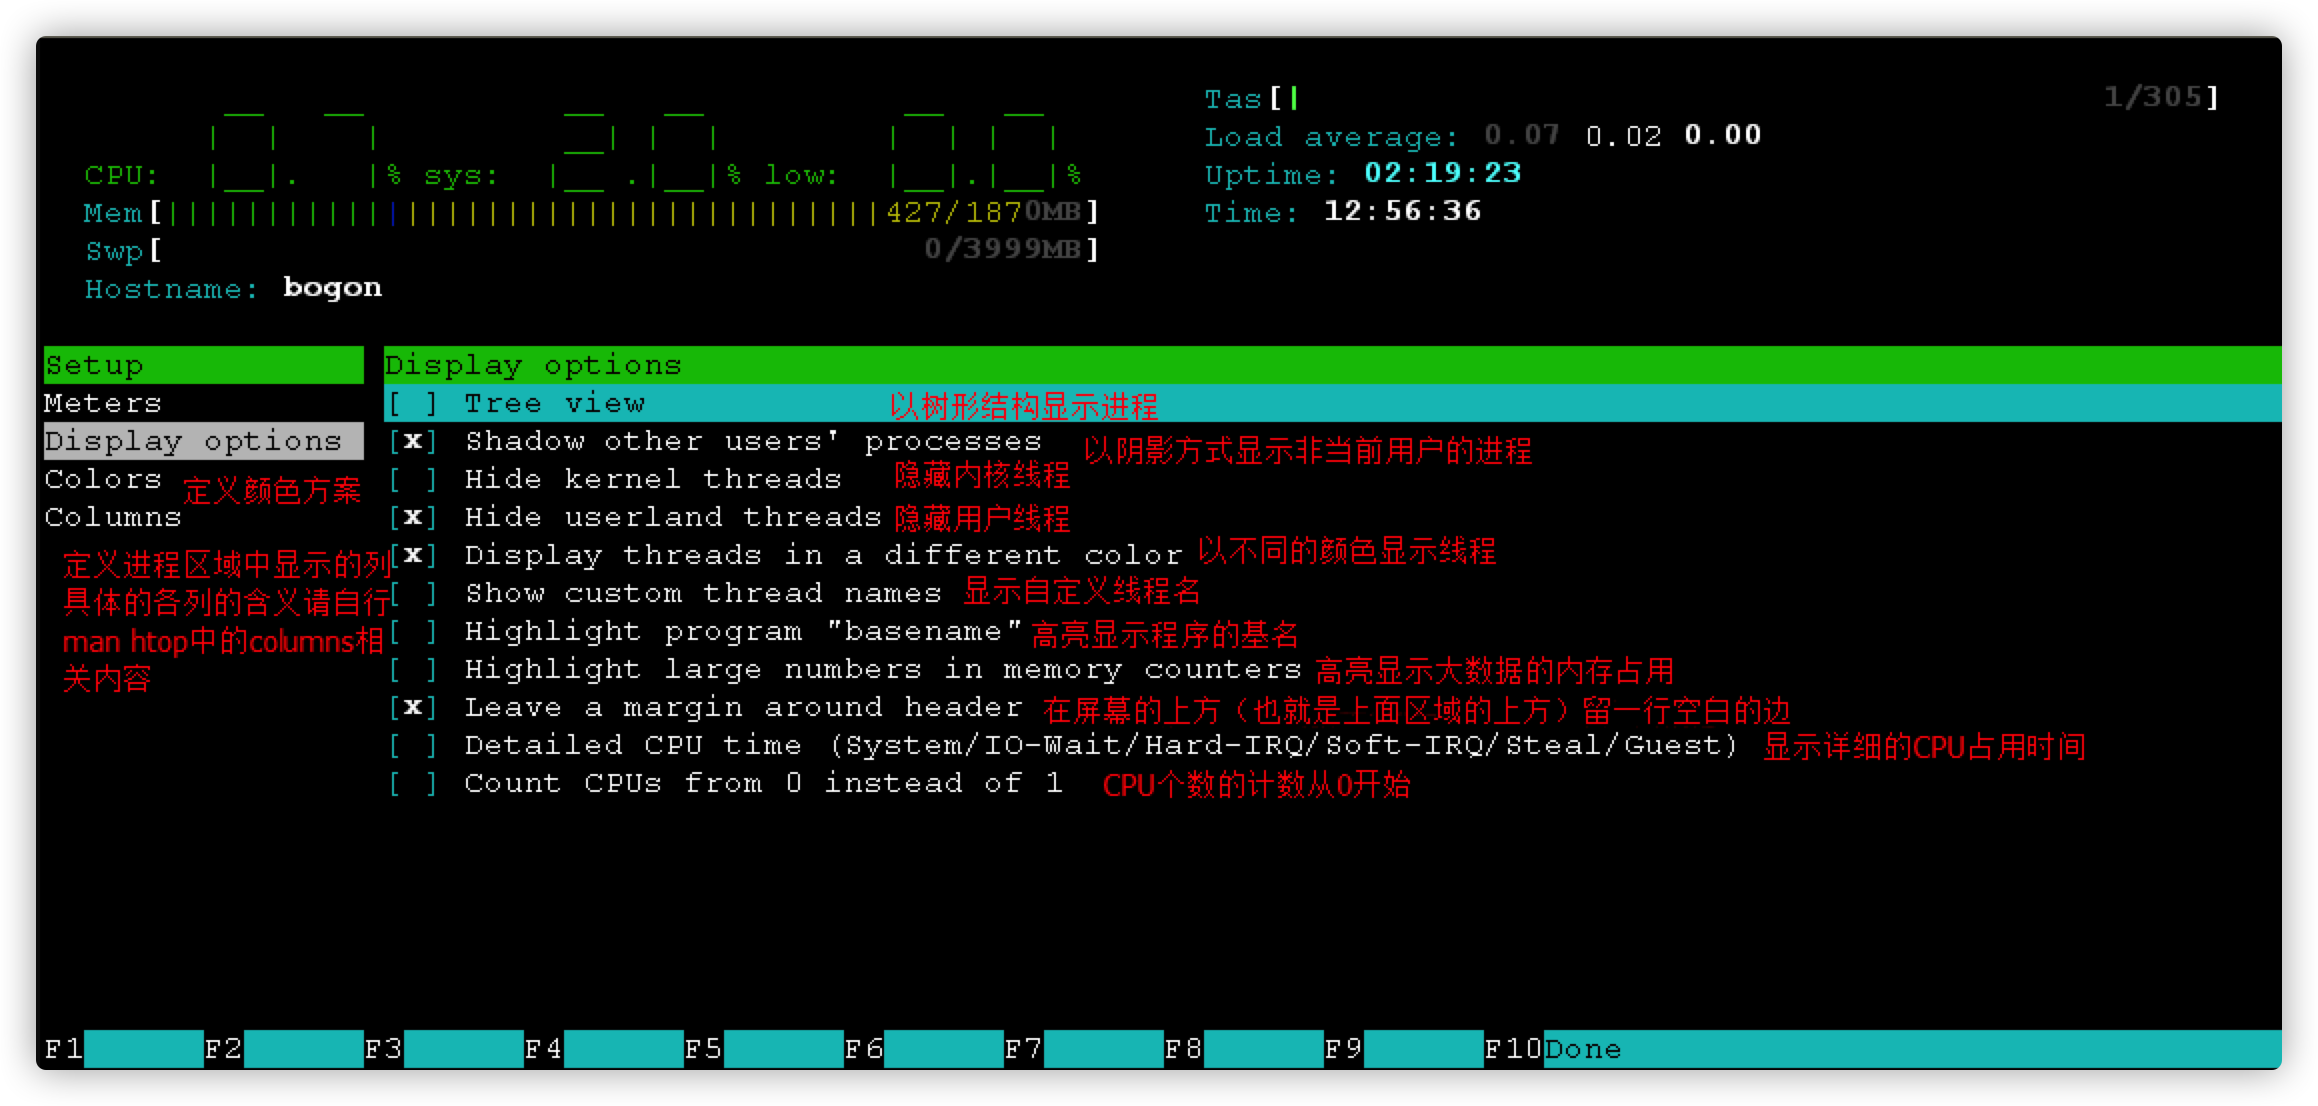 CPU: 0.7% sys: 2.0% low: 0.0%
Mem[|||||||||||||||||||||||||||||||||||||427/1870MB]
Swp[ 0/3999MB]
Hostname: bogon
Tas[| 1/305]
Load average: 0.07 0.02 0.00
Uptime: 02:19:23
Time: 12:56:36
Setup
Meters
Display options
Colors 定义颜色方案
Columns
定义进程区域中显示的列
具体的各列的含义请自行
man htop中的columns相
关内容
Display options
[ ] Tree view 以树形结构显示进程
[x] Shadow other users' processes 以阴影方式显示非当前用户的进程
[ ] Hide kernel threads 隐藏内核线程
[x] Hide userland threads 隐藏用户线程
[x] Display threads in a different color 以不同的颜色显示线程
[ ] Show custom thread names 显示自定义线程名
[ ] Highlight program "basename" 高亮显示程序的基名
[ ] Highlight large numbers in memory counters 高亮显示大数据的内存占用
[x] Leave a margin around header 在屏幕的上方（也就是上面区域的上方）留一行空白的边
[ ] Detailed CPU time (System/IO-Wait/Hard-IRQ/Soft-IRQ/Steal/Guest) 显示详细的CPU占用时间
[ ] Count CPUs from 0 instead of 1 CPU个数的计数从0开始
F1 F2 F3 F4 F5 F6 F7 F8 F9 F10Done